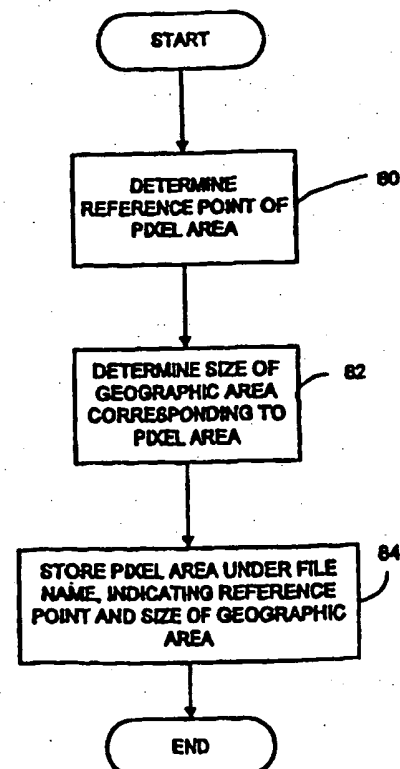 START
DETERMINE
REFERENCE POINT OF
PIXEL AREA
80
DETERMINE SIZE OF
GEOGRAPHIC AREA
CORRESPONDING TO
PIXEL AREA
82
STORE PIXEL AREA UNDER FILE
NAME, INDICATING REFERENCE
POINT AND SIZE OF GEOGRAPHIC
AREA
84
END